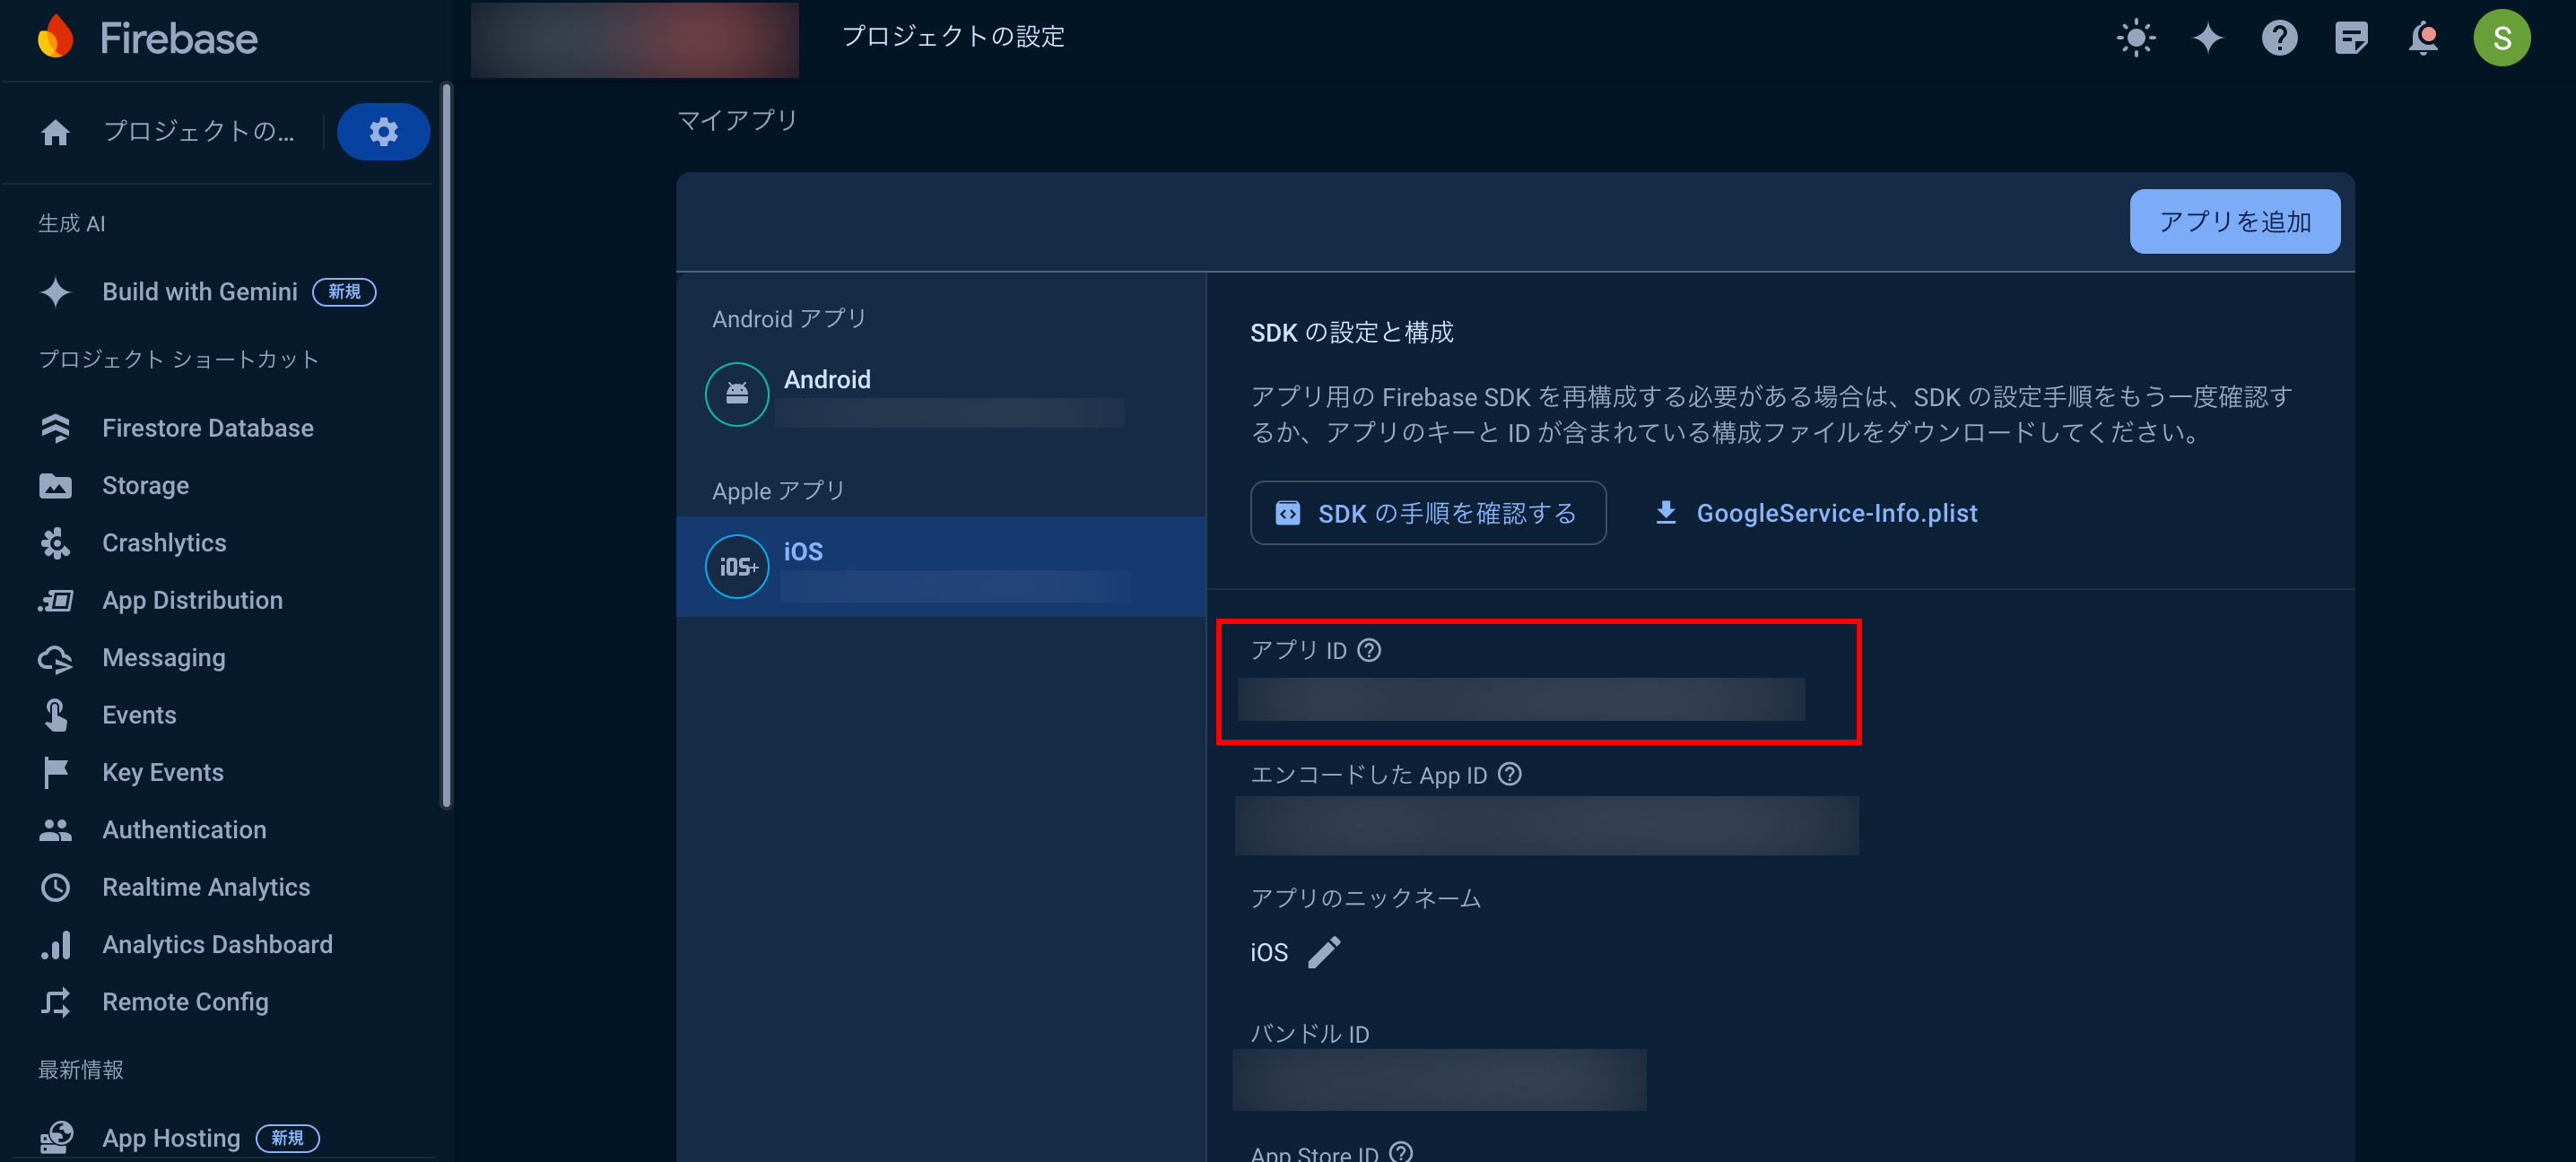 Firebase
プロジェクトの設定
S
プロジェクトの...
生成 AI
Build with Gemini 新規
プロジェクト ショートカット
Firestore Database
Storage
Crashlytics
App Distribution
Messaging
Events
Key Events
Authentication
Realtime Analytics
Analytics Dashboard
Remote Config
最新情報
App Hosting 新規
マイアプリ
アプリを追加
Android アプリ
Android
Apple アプリ
iOS+
iOS
SDK の設定と構成
アプリ用の Firebase SDK を再構成する必要がある場合は、SDK の設定手順をもう一度確認す
るか、アプリのキーと ID が含まれている構成ファイルをダウンロードしてください。
SDK の手順を確認する
GoogleService-Info.plist
アプリ ID
エンコードした App ID
アプリのニックネーム
iOS
バンドル ID
App Store ID